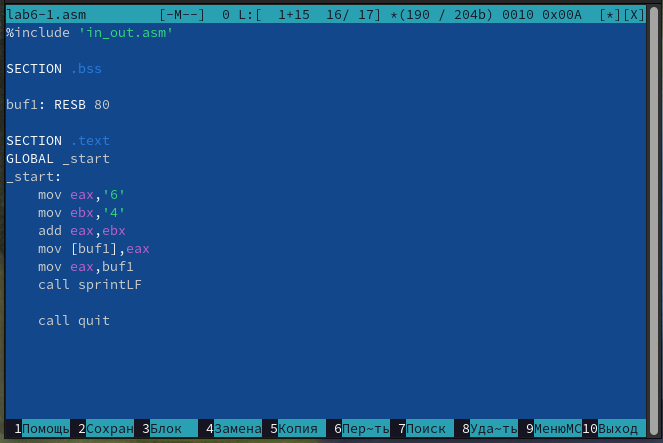 lab6-1.asm [-M--] 0 L:[ 1+15 16/ 17] *(190 / 204b) 0010 0x00A [*][X]
%include 'in_out.asm'
SECTION .bss
buf1: RESB 80
SECTION .text
GLOBAL _start
_start:
mov eax,'6'
mov ebx,'4'
add eax,ebx
mov [buf1],eax
mov eax,buf1
call sprintLF
call quit
1Помощь 2Сохран 3Блок 4Замена 5Копия 6Пер~ть 7Поиск 8Уда~ть 9МенюMC 10Выход